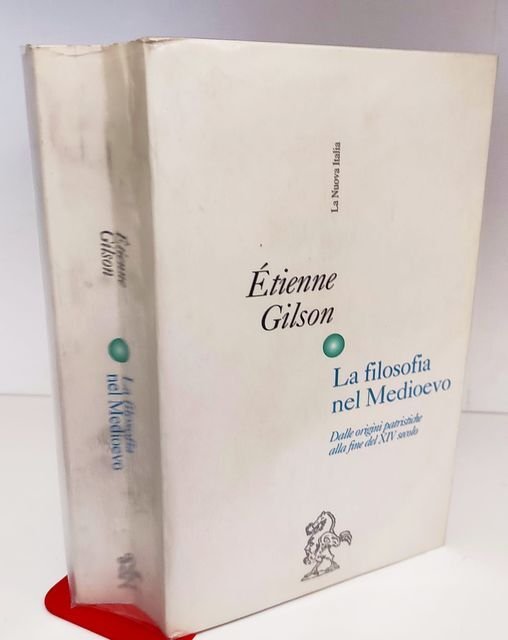 Étienne
Gilson
La filosofia
nel Medioevo
La Nuova Italia
Étienne
Gilson
La filosofia
nel Medioevo
Dalle origini patristiche
alla fine del XIV secolo